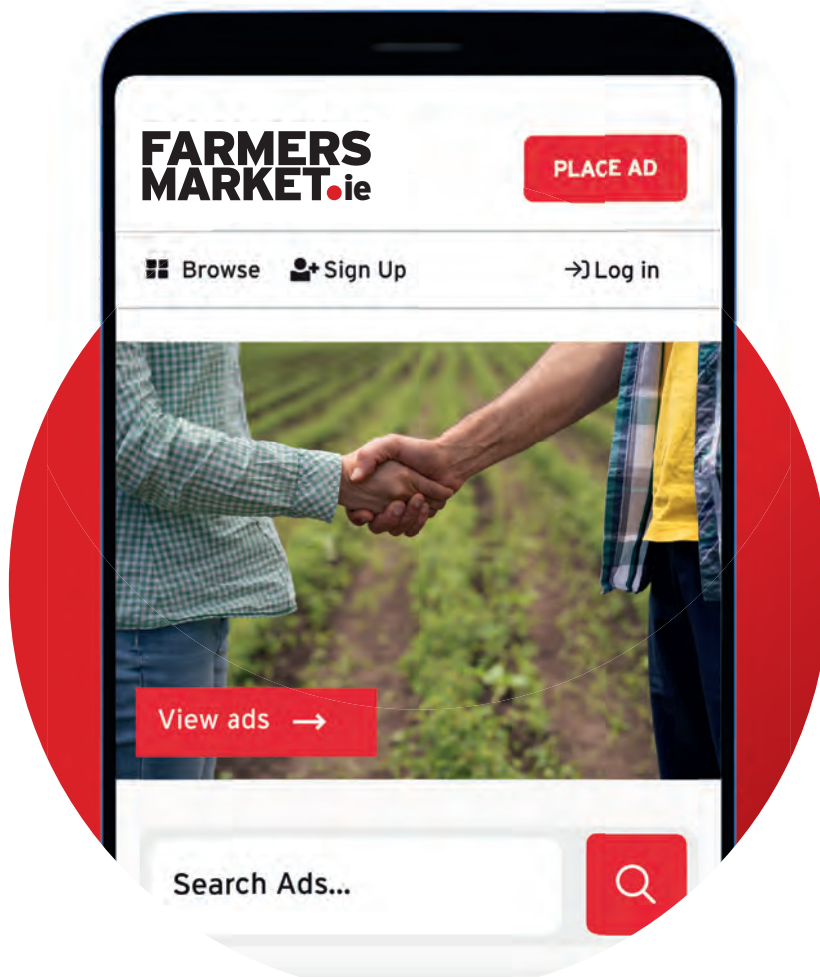 FARMERS
MARKET.ie
PLACE AD
Browse
Sign Up
Log in
View ads
Search Ads...